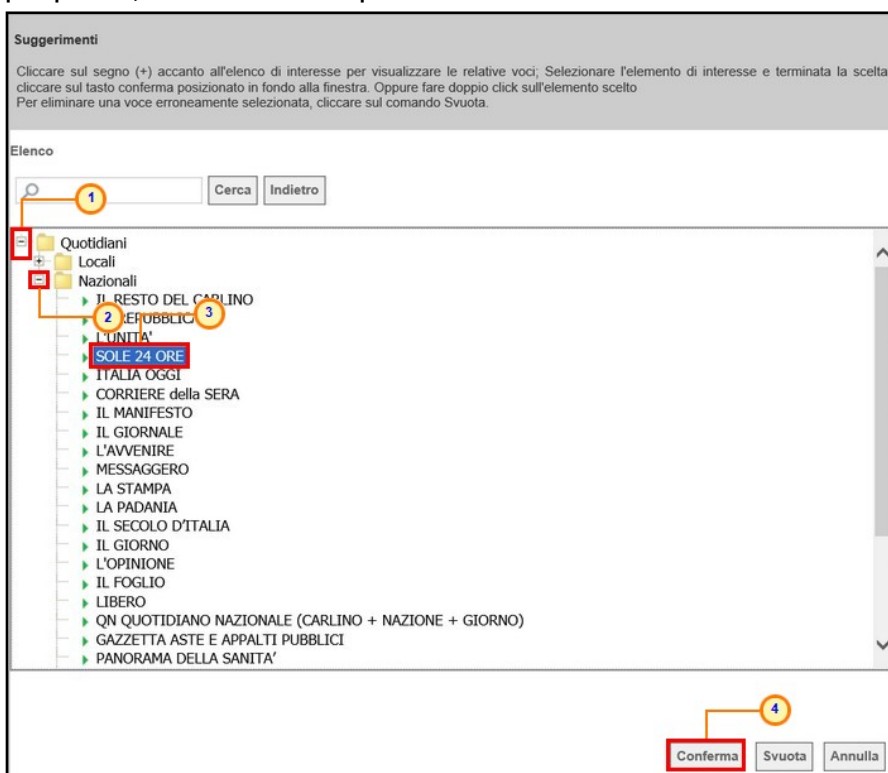 Suggerimenti
Cliccare sul segno (+) accanto all'elenco di interesse per visualizzare le relative voci; Selezionare l'elemento di interesse e terminata la scelta
cliccare sul tasto conferma posizionato in fondo alla finestra. Oppure fare doppio click sull'elemento scelto
Per eliminare una voce erroneamente selezionata, cliccare sul comando Svuota.
Elenco
Cerca Indietro
1
Quotidiani
Locali
Nazionali
IL RESTO DEL CARLINO
2 3
L'UNITA'
SOLE 24 ORE
ITALIA OGGI
CORRIERE della SERA
IL MANIFESTO
IL GIORNALE
L'AVVENIRE
MESSAGGERO
LA STAMPA
LA PADANIA
IL SECOLO D'ITALIA
IL GIORNO
L'OPINIONE
IL FOGLIO
LIBERO
QN QUOTIDIANO NAZIONALE (CARLINO + NAZIONE + GIORNO)
GAZZETTA ASTE E APPALTI PUBBLICI
PANORAMA DELLA SANITA'
4
Conferma Svuota Annulla